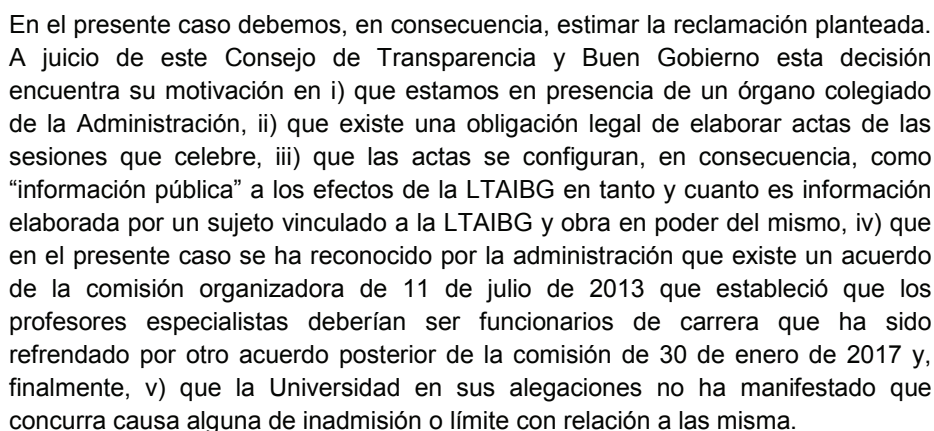 En el presente caso debemos, en consecuencia, estimar la reclamación planteada.
A juicio de este Consejo de Transparencia y Buen Gobierno esta decisión
encuentra su motivación en i) que estamos en presencia de un órgano colegiado
de la Administración, ii) que existe una obligación legal de elaborar actas de las
sesiones que celebre, iii) que las actas se configuran, en consecuencia, como
“información pública” a los efectos de la LTAIBG en tanto y cuanto es información
elaborada por un sujeto vinculado a la LTAIBG y obra en poder del mismo, iv) que
en el presente caso se ha reconocido por la administración que existe un acuerdo
de la comisión organizadora de 11 de julio de 2013 que estableció que los
profesores especialistas deberían ser funcionarios de carrera que ha sido
refrendado por otro acuerdo posterior de la comisión de 30 de enero de 2017 y,
finalmente, v) que la Universidad en sus alegaciones no ha manifestado que
concurra causa alguna de inadmisión o límite con relación a las misma.